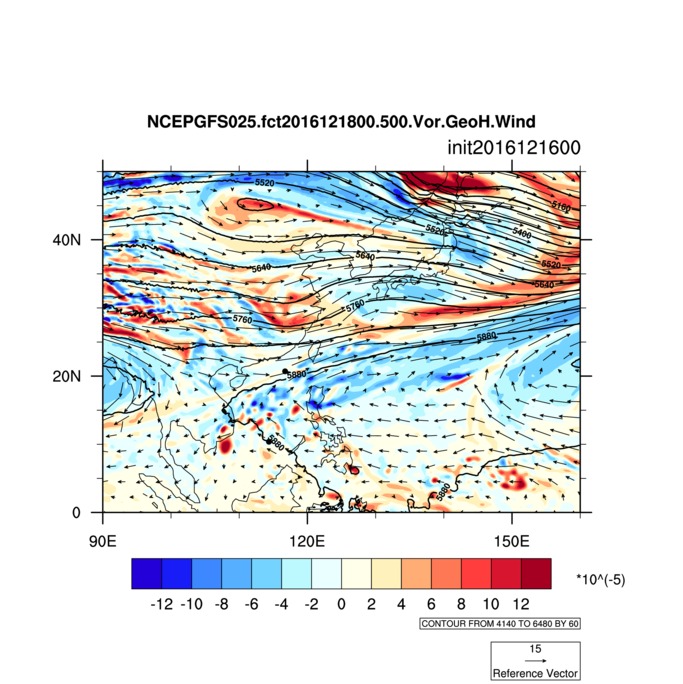 NCEPGFS025.fct2016121800.500.Vor.GeoH.Wind
init2016121600
5520
5160
40N
5520
5400
5640
5640
5520
5640
5760
5760
5880
20N
5880
5880
5880
0
90E 120E 150E
-12 -10 -8 -6 -4 -2 0 2 4 6 8 10 12
*10^(-5)
CONTOUR FROM 4140 TO 6480 BY 60
15
Reference Vector